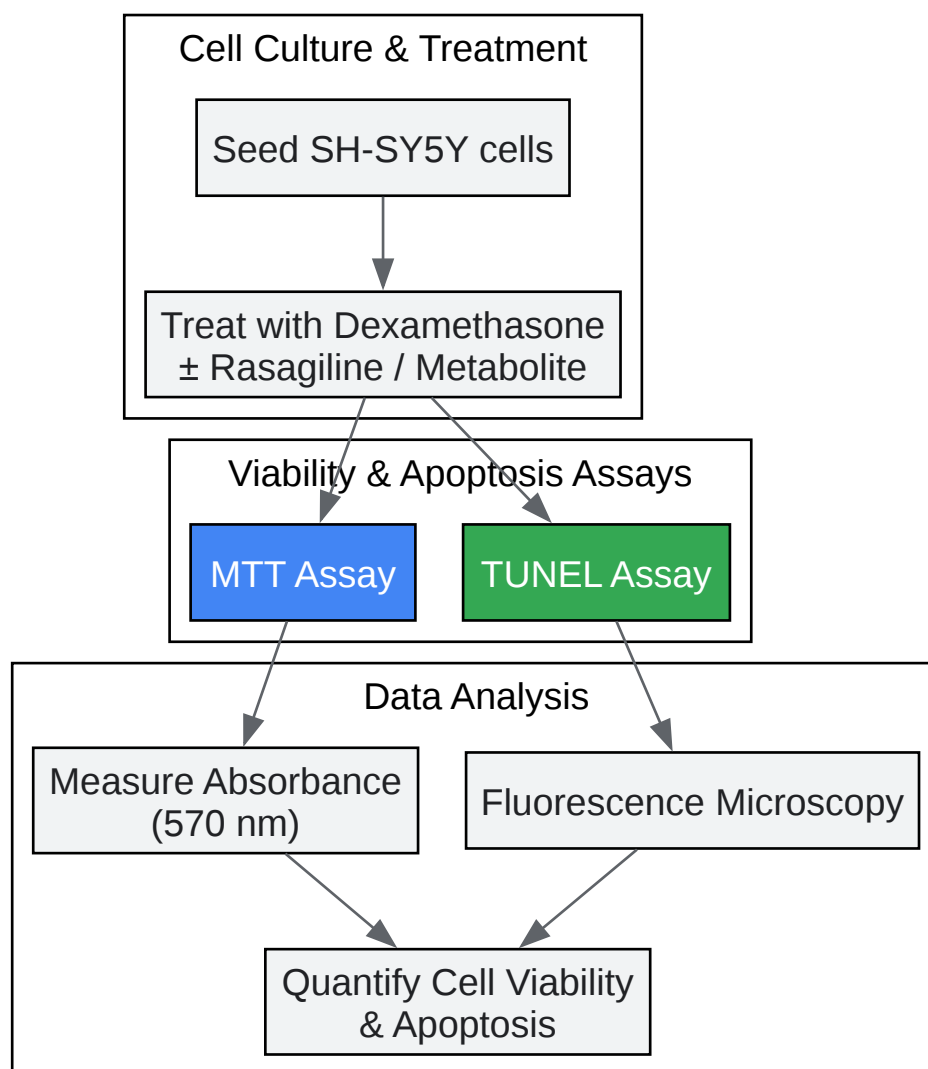 Cell Culture & Treatment
Seed SH-SY5Y cells
Treat with Dexamethasone
± Rasagiline / Metabolite
Viability & Apoptosis Assays
MTT Assay
TUNEL Assay
Data Analysis
Measure Absorbance
(570 nm)
Fluorescence Microscopy
Quantify Cell Viability
& Apoptosis